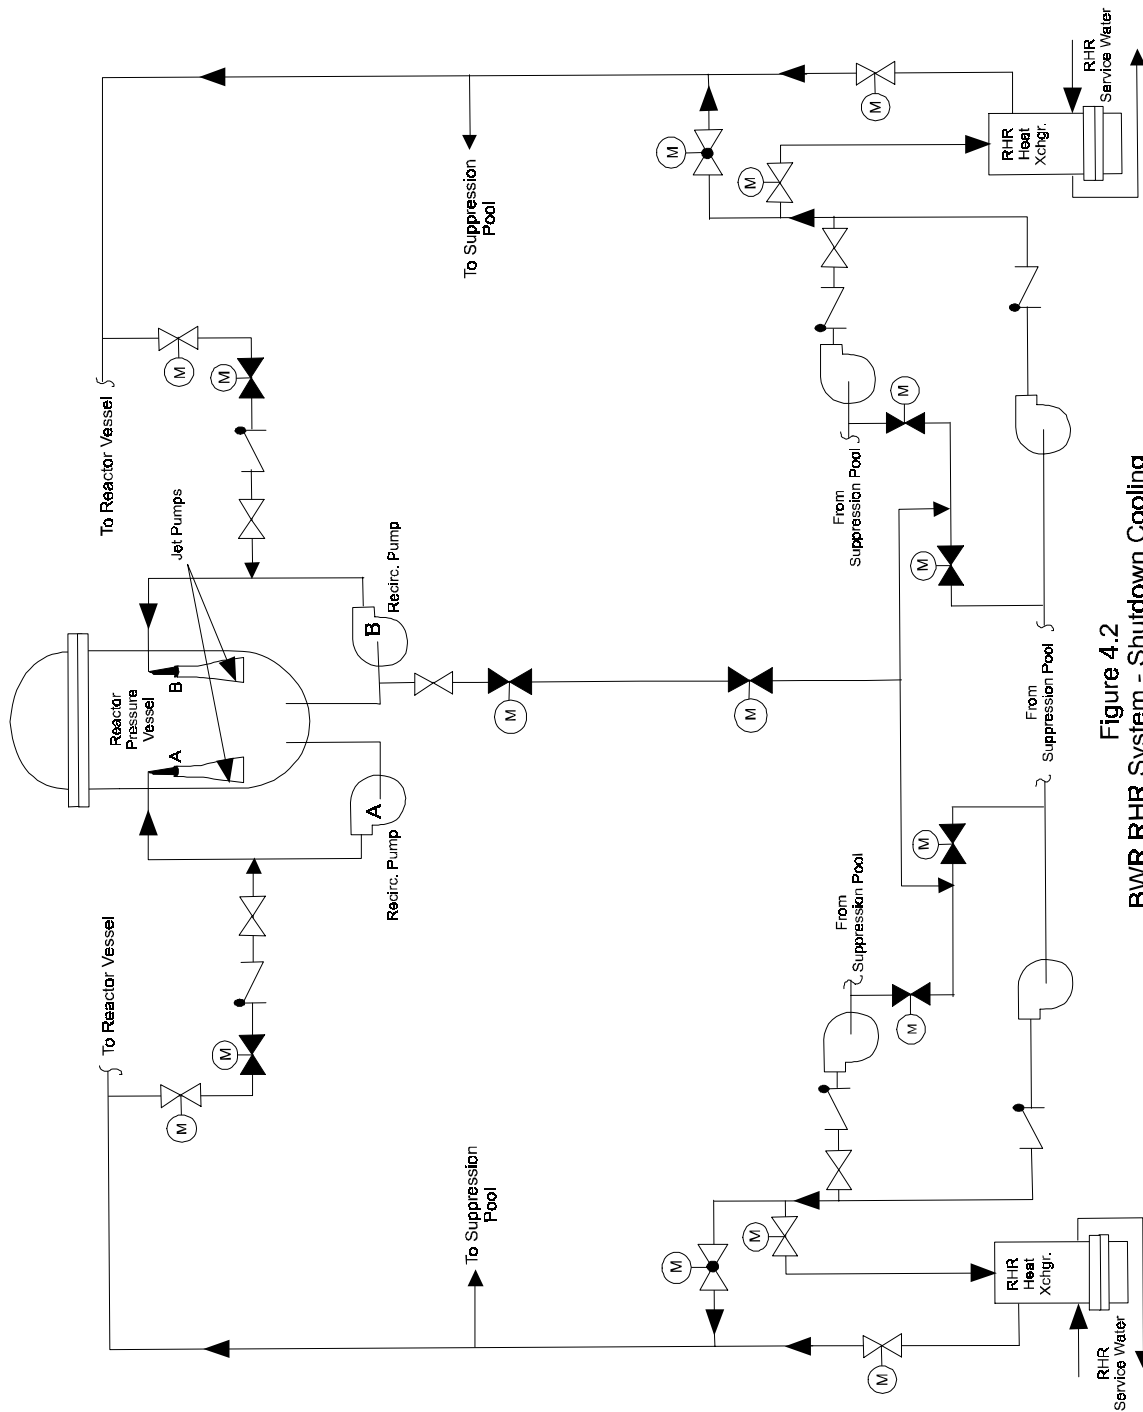 To Reactor Vessel
To Reactor Vessel
Reactor
Pressure
Vessel
Jet Pumps
A
B
A
B
Recirc. Pump
Recirc. Pump
M
M
M
M
M
M
To Suppression
Pool
To Suppression
Pool
M
M
M
M
M
M
From
Suppression Pool
From
Suppression Pool
M
M
M
M
From
Suppression Pool
RHR
Heat
Xchgr.
RHR
Heat
Xchgr.
RHR
Service Water
RHR
Service Water
Figure 4.2
BWR RHR System - Shutdown Cooling